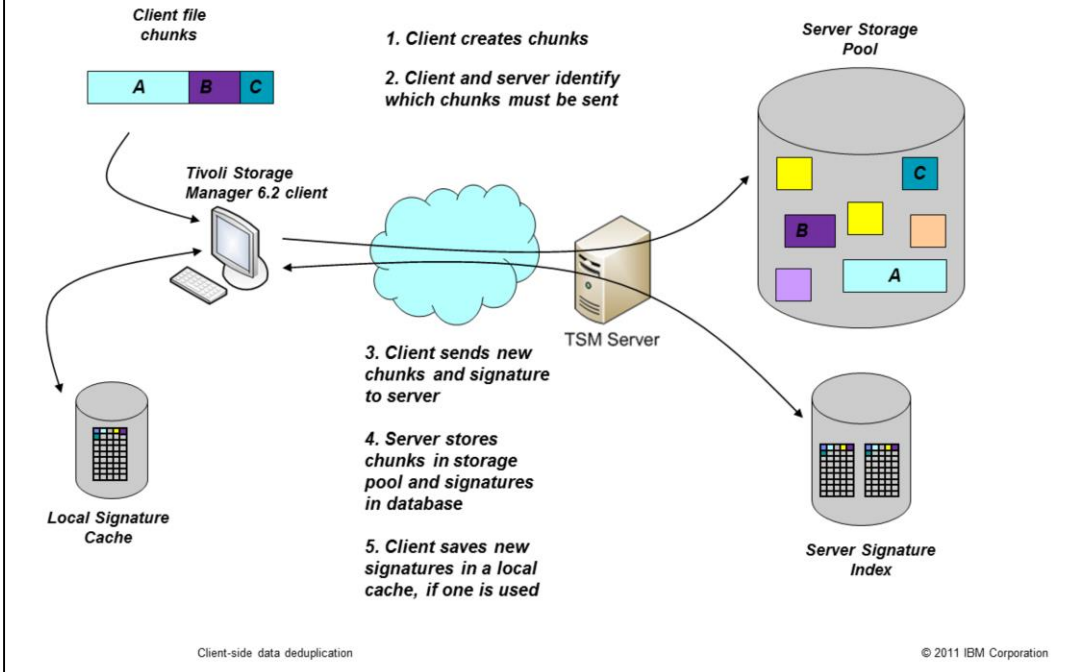 Client file
chunks
A
B
C
1. Client creates chunks
2. Client and server identify
which chunks must be sent
Server Storage
Pool
Tivoli Storage
Manager 6.2 client
C
B
A
TSM Server
3. Client sends new
chunks and signature
to server
4. Server stores
chunks in storage
pool and signatures
in database
5. Client saves new
signatures in a local
cache, if one is used
Local Signature
Cache
Server Signature
Index
Client-side data deduplication
© 2011 IBM Corporation